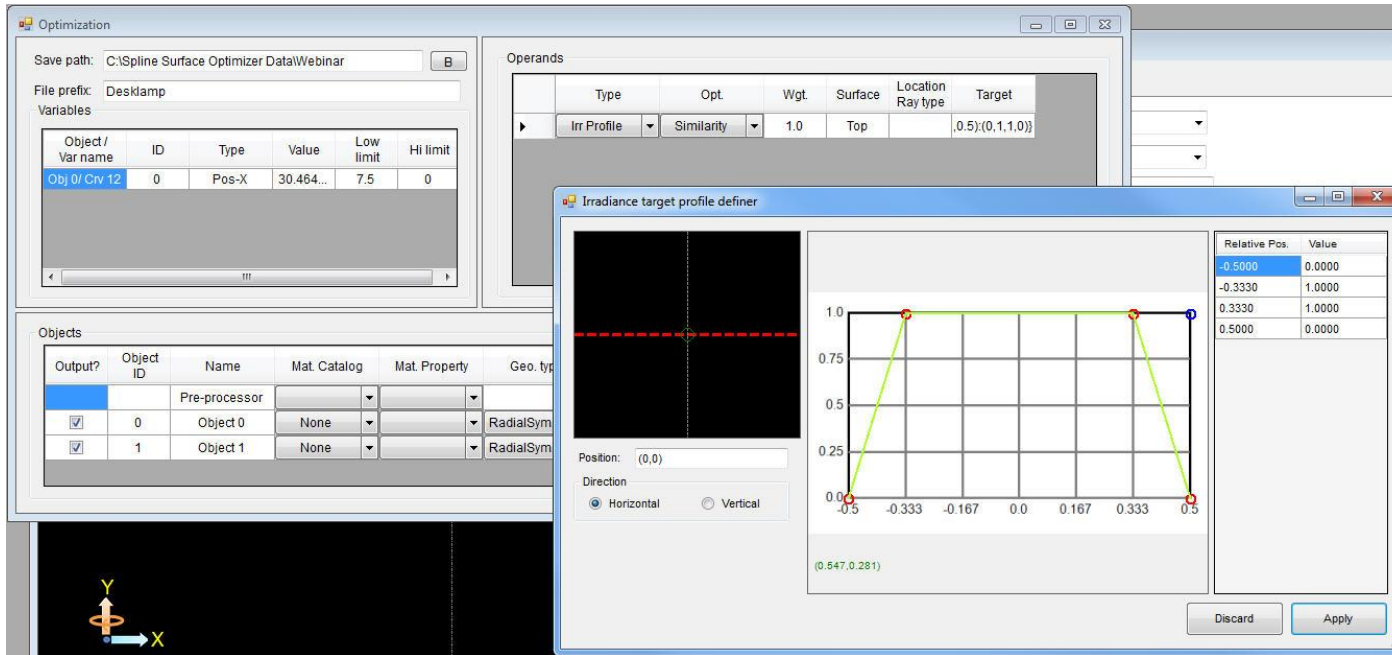 Optimization
Save path: C:\Spline Surface Optimizer Data\Webinar B
File prefix: Desklamp
Variables
Object / Var name ID Type Value Low limit Hi limit
Obj 0/ Crv 12 0 Pos-X 30.464... 7.5 0
Operands
Type Opt. Wgt. Surface Location Ray type Target
Irr Profile Similarity 1.0 Top ,0.5):(0,1,1,0)}
Objects
Output? Object ID Name Mat. Catalog Mat. Property Geo. typ
Pre-processor
0 Object 0 None RadialSym
1 Object 1 None RadialSym
Y
X
Irradiance target profile definer
Position: (0,0)
Direction
Horizontal Vertical
1.0
0.75
0.5
0.25
0.0
-0.5 -0.333 -0.167 0.0 0.167 0.333 0.5
(0.547,0.281)
Relative Pos. Value
-0.5000 0.0000
-0.3330 1.0000
0.3330 1.0000
0.5000 0.0000
Discard Apply